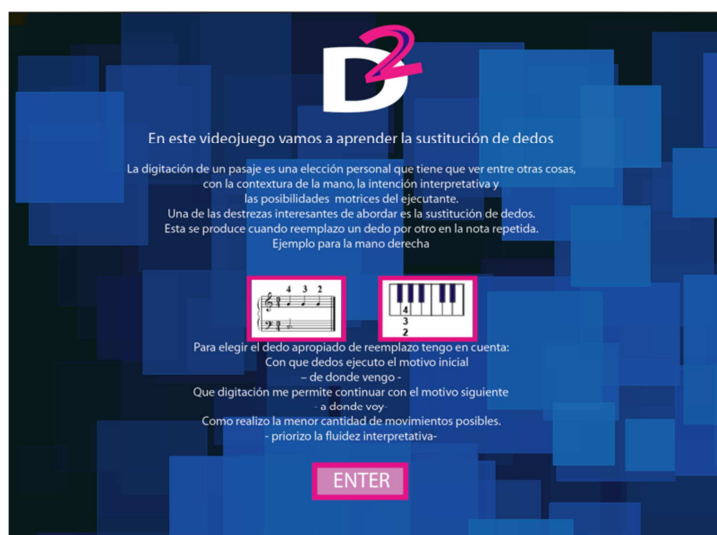 D2
En este videojuego vamos a aprender la sustitución de dedos
La digitación de un pasaje es una elección personal que tiene que ver entre otras cosas,
con la contextura de la mano, la intención interpretativa y
las posibilidades motrices del ejecutante.
Una de las destrezas interesantes de abordar es la sustitución de dedos.
Esta se produce cuando reemplazo un dedo por otro en la nota repetida.
Ejemplo para la mano derecha
4 3 2
4
3
2
Para elegir el dedo apropiado de reemplazo tengo en cuenta:
Con que dedos ejecuto el motivo inicial
– de donde vengo -
Que digitación me permite continuar con el motivo siguiente
- a donde voy-
Como realizo la menor cantidad de movimientos posibles.
- priorizo la fluidez interpretativa-
ENTER